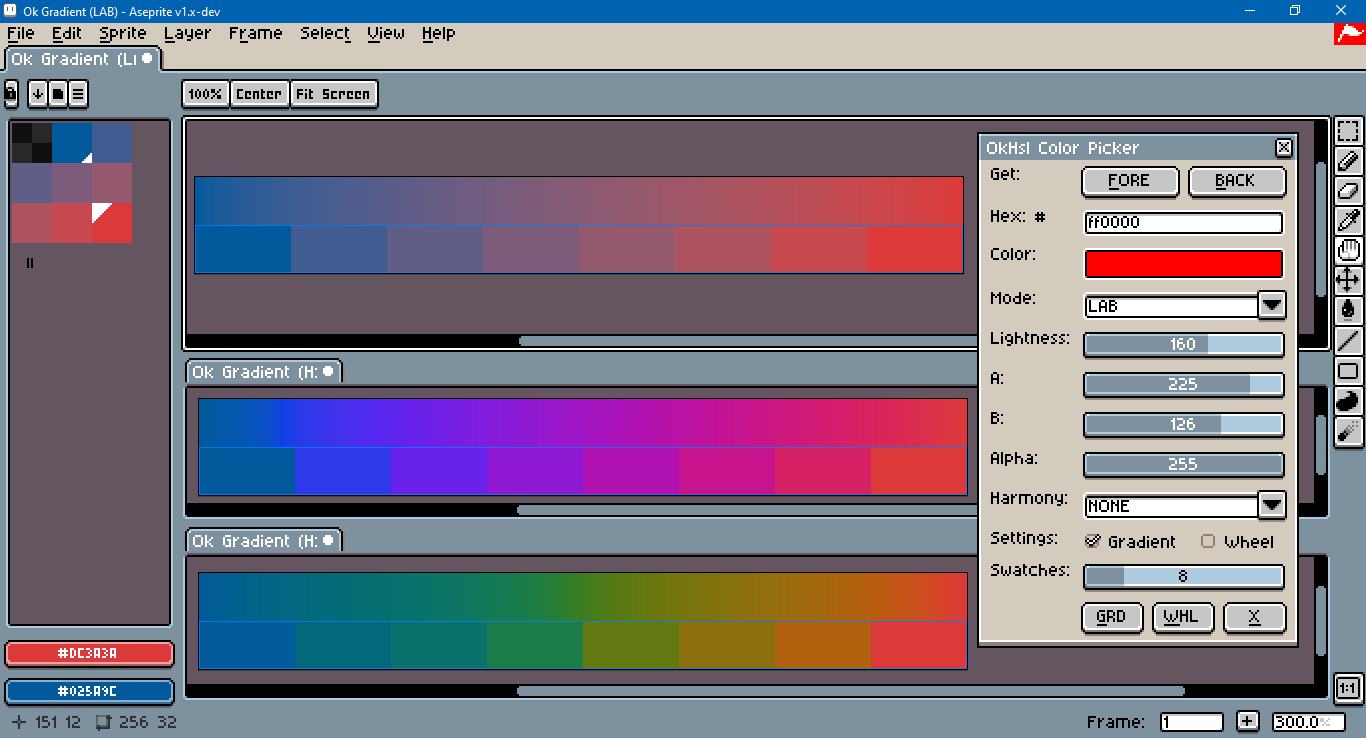 Ok Gradient (LAB) - Aseprite v1.x-dev
File Edit Sprite Layer Frame Select View Help
Ok Gradient (L
100% Center Fit Screen
OkHsl Color Picker
Get: FORE BACK
Hex: # ff0000
Color:
Mode: LAB
Lightness: 160
Ok Gradient (H:
A: 225
B: 126
Alpha: 255
Harmony: NONE
Settings: Gradient Wheel
Ok Gradient (H:
Swatches: 8
GRD WHL X
#DC3A3A
#025A9C
1:1
151 12 256 32
Frame: 1 + 300.0%